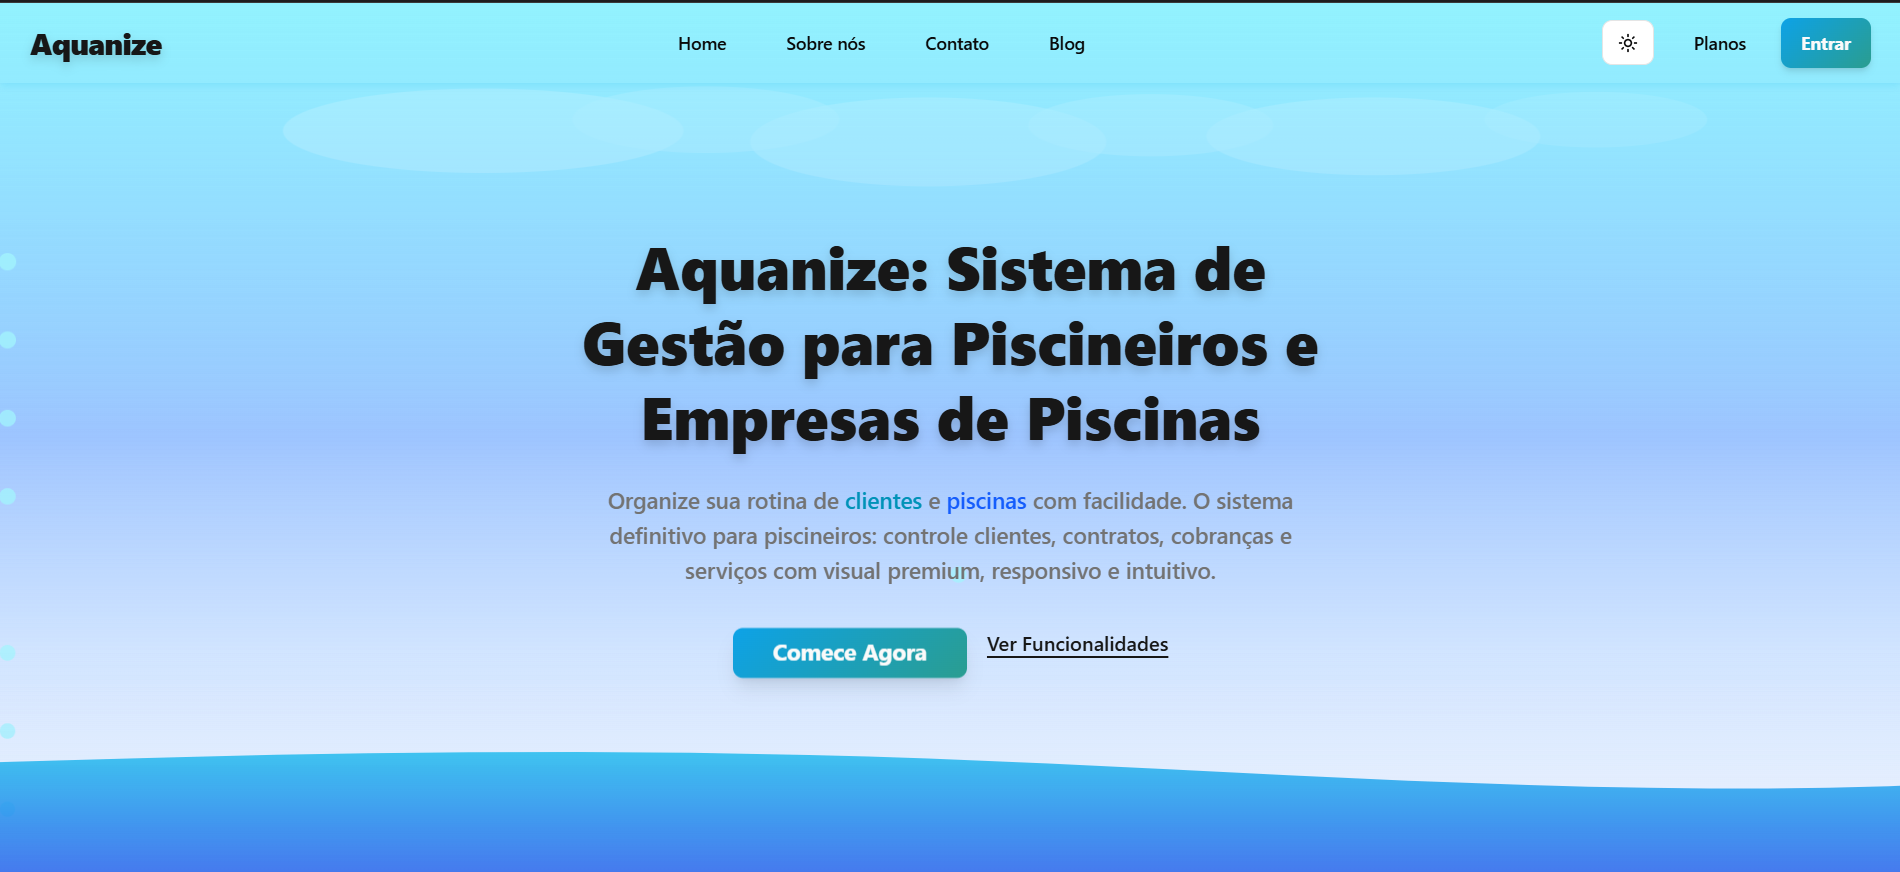 Aquanize
Home
Sobre nós
Contato
Blog
Planos
Entrar
Aquanize: Sistema de
Gestão para Piscineiros e
Empresas de Piscinas
Organize sua rotina de clientes e piscinas com facilidade. O sistema
definitivo para piscineiros: controle clientes, contratos, cobranças e
serviços com visual premium, responsivo e intuitivo.
Comece Agora
Ver Funcionalidades